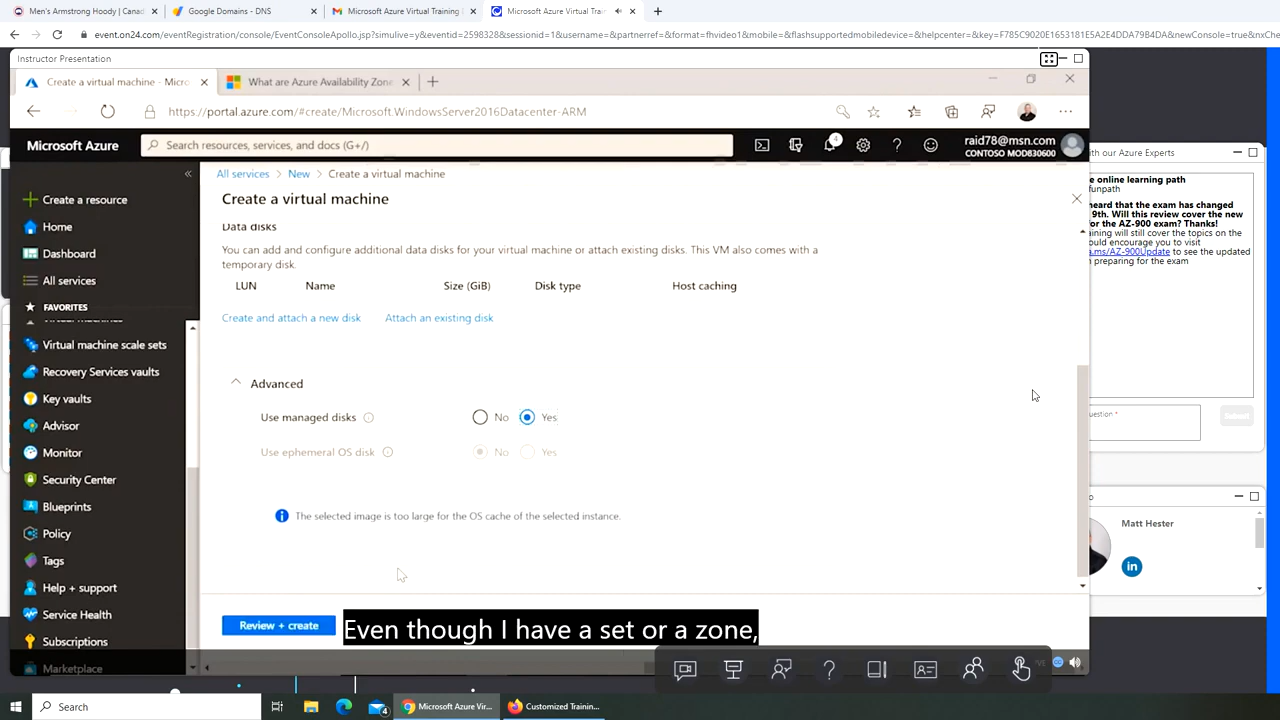 Men's Armstrong Hoody | Canad
Google Domains - DNS
Microsoft Azure Virtual Training E
Microsoft Azure Virtual Train
event.on24.com/eventRegistration/console/EventConsoleApollo.jsp?simulive=y&eventid=2598328&sessionid=1&username=&partnerref=&format=fhvideo1&mobile=&flashsupportedmobiledevice=&helpcenter=&key=F785C9020E1653181E5A2E4DDA79B4DA&newConsole=true&nxChe
Instructor Presentation
Create a virtual machine - Micro
What are Azure Availability Zone
https://portal.azure.com/#create/Microsoft.WindowsServer2016Datacenter-ARM
Microsoft Azure
Search resources, services, and docs (G+/)
4
raid78@msn.com
CONTOSO MOD830600
All services > New > Create a virtual machine
Create a virtual machine
Create a resource
Home
Dashboard
All services
FAVORITES
Virtual machine scale sets
Recovery Services vaults
Key vaults
Advisor
Monitor
Security Center
Blueprints
Policy
Tags
Help + support
Service Health
Subscriptions
Marketplace
Data disks
You can add and configure additional data disks for your virtual machine or attach existing disks. This VM also comes with a
temporary disk.
LUN Name Size (GiB) Disk type Host caching
Create and attach a new disk Attach an existing disk
Advanced
Use managed disks No Yes
Use ephemeral OS disk No Yes
The selected image is too large for the OS cache of the selected instance.
Review + create
Even though I have a set or a zone,
th our Azure Experts
e online learning path
funpath
heard that the exam has changed
9th. Will this review cover the new
for the AZ-900 exam? Thanks!
aining will still cover the topics on the
ould encourage you to visit
.ms/AZ-900Update to see the updated
n preparing for the exam
uestion *
Submit
o
Matt Hester
in
Search
4
Microsoft Azure Vir...
Customized Trainin...